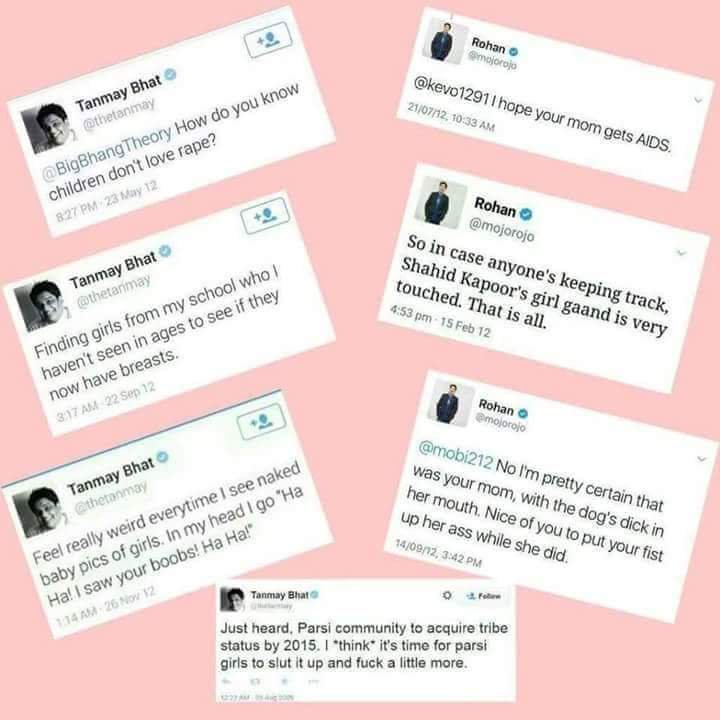 Tanmay Bhat
@thetanmay
@BigBhangTheory How do you know
children don't love rape?
8:27 PM · 23 May 12
Rohan
@mojorojo
@kevo1291 I hope your mom gets AIDS.
21/07/12, 10:33 AM
Tanmay Bhat
@thetanmay
Finding girls from my school who I
haven't seen in ages to see if they
now have breasts.
3:17 AM · 22 Sep 12
Rohan
@mojorojo
So in case anyone's keeping track,
Shahid Kapoor's girl gaand is very
touched. That is all.
4:53 pm · 15 Feb 12
Tanmay Bhat
@thetanmay
Feel really weird everytime I see naked
baby pics of girls. In my head I go "Ha
Ha! I saw your boobs! Ha Ha!"
1:14 AM · 26 Nov 12
Rohan
@mojorojo
@mobi212 No I'm pretty certain that
was your mom, with the dog's dick in
her mouth. Nice of you to put your fist
up her ass while she did.
14/09/12, 3:42 PM
Tanmay Bhat
@thetanmay
Follow
Just heard, Parsi community to acquire tribe
status by 2015. I *think* it's time for parsi
girls to slut it up and fuck a little more.